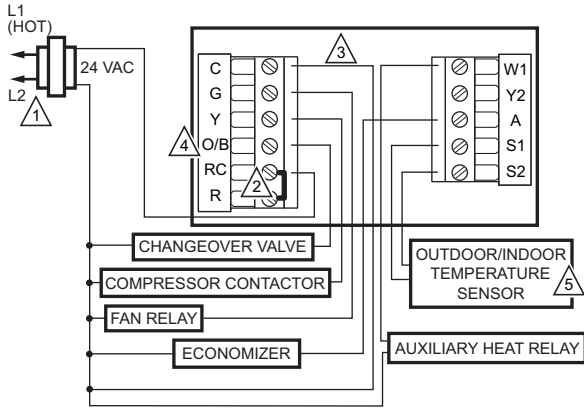 L1
(HOT)
24 VAC
L2
1
C
G
Y
O/B
RC
R
4
2
3
W1
Y2
A
S1
S2
CHANGEOVER VALVE
COMPRESSOR CONTACTOR
FAN RELAY
ECONOMIZER
OUTDOOR/INDOOR
TEMPERATURE
SENSOR
5
AUXILIARY HEAT RELAY